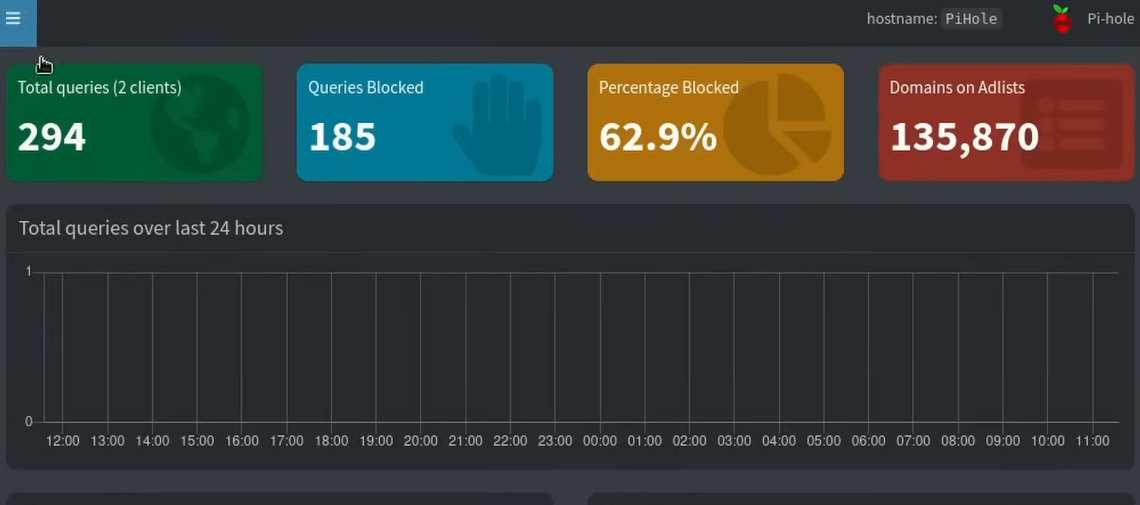 hostname: PiHole Pi-hole
Total queries (2 clients) Queries Blocked Percentage Blocked Domains on Adlists
294 185 62.9% 135,870
Total queries over last 24 hours
1
0
12:00 13:00 14:00 15:00 16:00 17:00 18:00 19:00 20:00 21:00 22:00 23:00 00:00 01:00 02:00 03:00 04:00 05:00 06:00 07:00 08:00 09:00 10:00 11:00